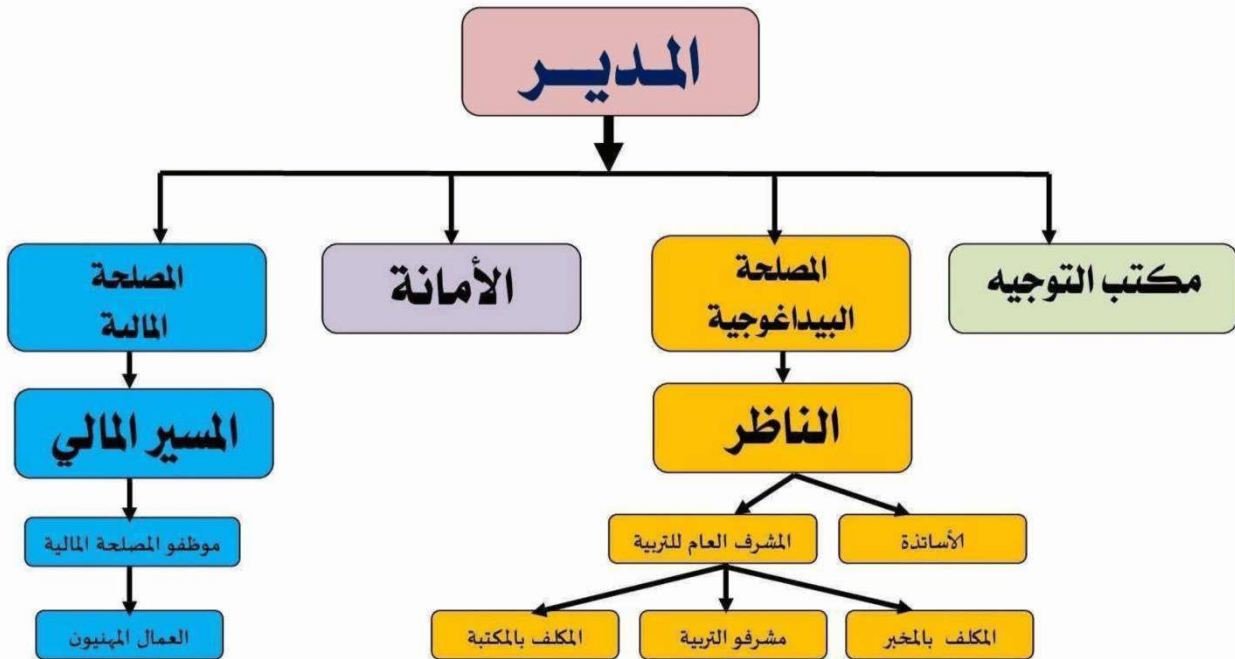 المدير
مكتب التوجيه
المصلحة
البيداغوجية
الأمانة
المصلحة
المالية
الناظر
المسير المالي
الأساتذة
المشرف العام للتربية
موظفو المصلحة المالية
المكلف بالمخبر
مشرفو التربية
المكلف بالمكتبة
العمال المهنيون